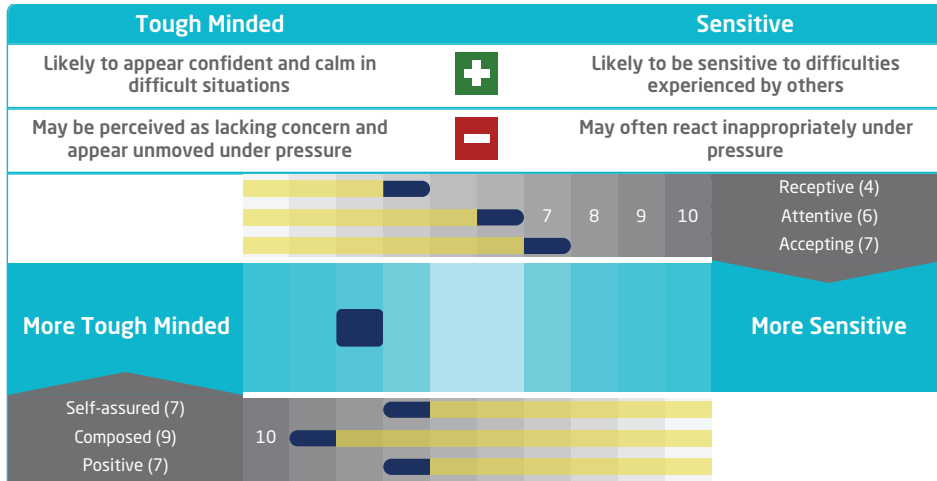 Tough Minded
Sensitive
Likely to appear confident and calm in
difficult situations
Likely to be sensitive to difficulties
experienced by others
May be perceived as lacking concern and
appear unmoved under pressure
May often react inappropriately under
pressure
Receptive (4)
7 8 9 10
Attentive (6)
Accepting (7)
More Tough Minded
More Sensitive
Self-assured (7)
Composed (9)
10
Positive (7)